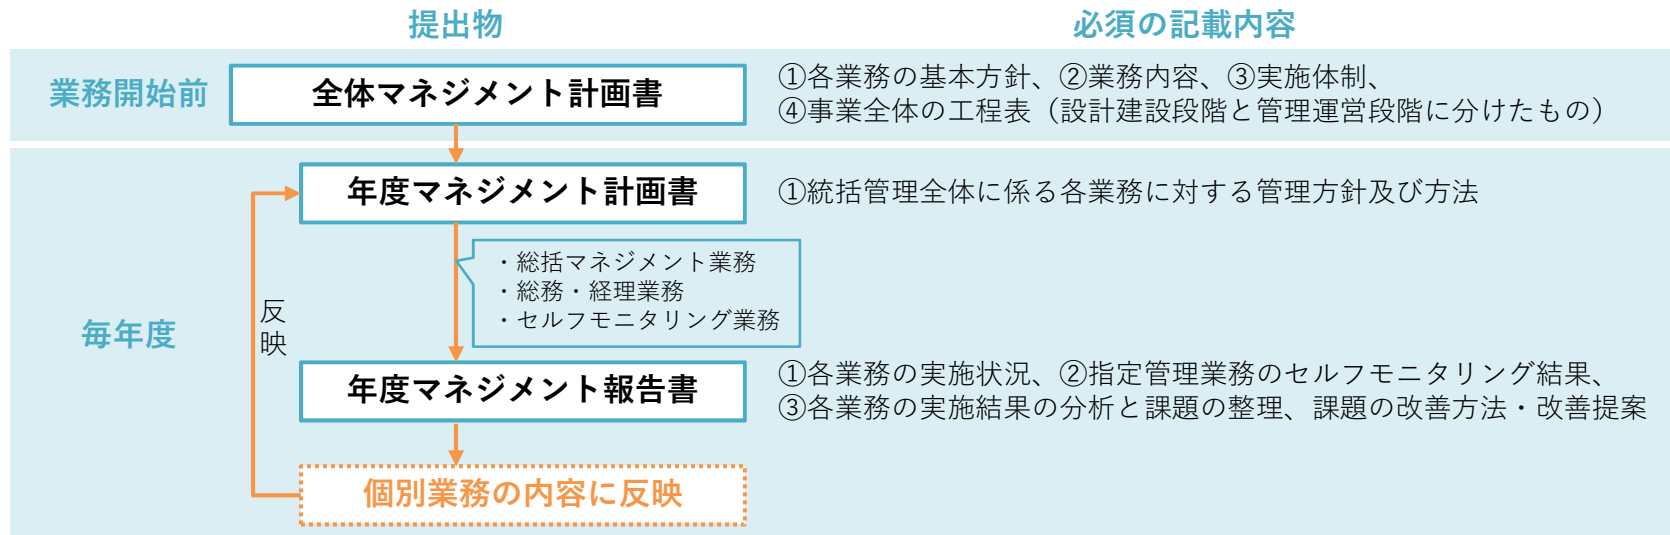 提出物
必須の記載内容
業務開始前
全体マネジメント計画書
①各業務の基本方針、②業務内容、③実施体制、
④事業全体の工程表（設計建設段階と管理運営段階に分けたもの）
毎年度
年度マネジメント計画書
①統括管理全体に係る各業務に対する管理方針及び方法
・総括マネジメント業務
・総務・経理業務
・セルフモニタリング業務
反映
年度マネジメント報告書
①各業務の実施状況、②指定管理業務のセルフモニタリング結果、
③各業務の実施結果の分析と課題の整理、課題の改善方法・改善提案
個別業務の内容に反映